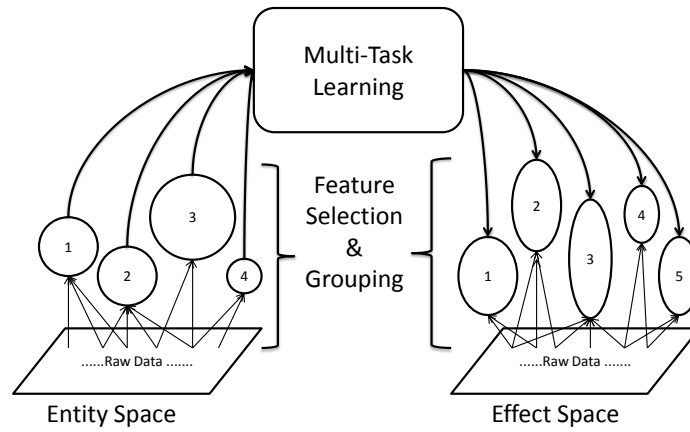 Multi-Task
Learning
Feature
Selection
&
Grouping
1
2
3
4
1
2
3
4
5
......Raw Data .......
......Raw Data .......
Entity Space
Effect Space